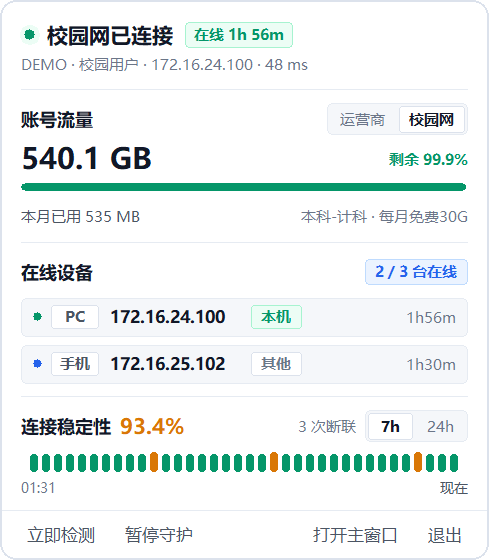 校园网已连接 在线 1h 56m
DEMO · 校园用户 · 172.16.24.100 · 48 ms
账号流量 运营商 校园网
540.1 GB 剩余 99.9%
本月已用 535 MB 本科-计科 · 每月免费30G
在线设备 2 / 3 台在线
PC 172.16.24.100 本机 1h56m
手机 172.16.25.102 其他 1h30m
连接稳定性 93.4% 3 次断联 7h 24h
01:31 现在
立即检测 暂停守护 打开主窗口 退出